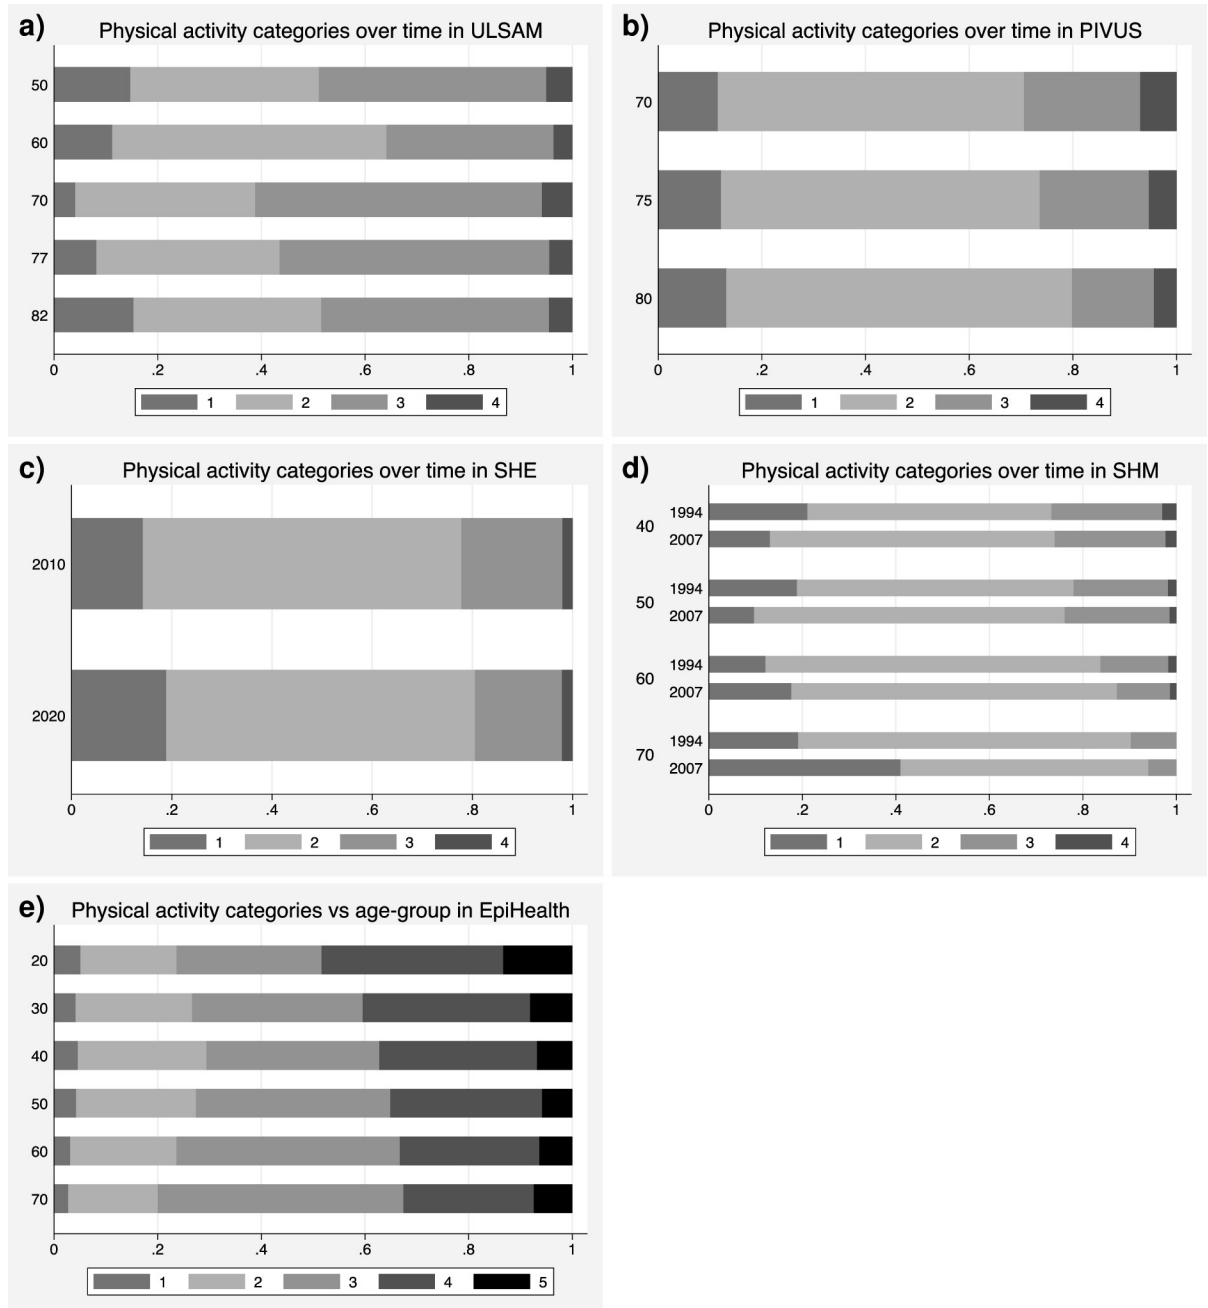 a) Physical activity categories over time in ULSAM
50
60
70
77
82
0 .2 .4 .6 .8 1
1 2 3 4
b) Physical activity categories over time in PIVUS
70
75
80
0 .2 .4 .6 .8 1
1 2 3 4
c) Physical activity categories over time in SHE
2010
2020
0 .2 .4 .6 .8 1
1 2 3 4
d) Physical activity categories over time in SHM
40
1994
2007
50
1994
2007
60
1994
2007
70
1994
2007
0 .2 .4 .6 .8 1
1 2 3 4
e) Physical activity categories vs age-group in EpiHealth
20
30
40
50
60
70
0 .2 .4 .6 .8 1
1 2 3 4 5